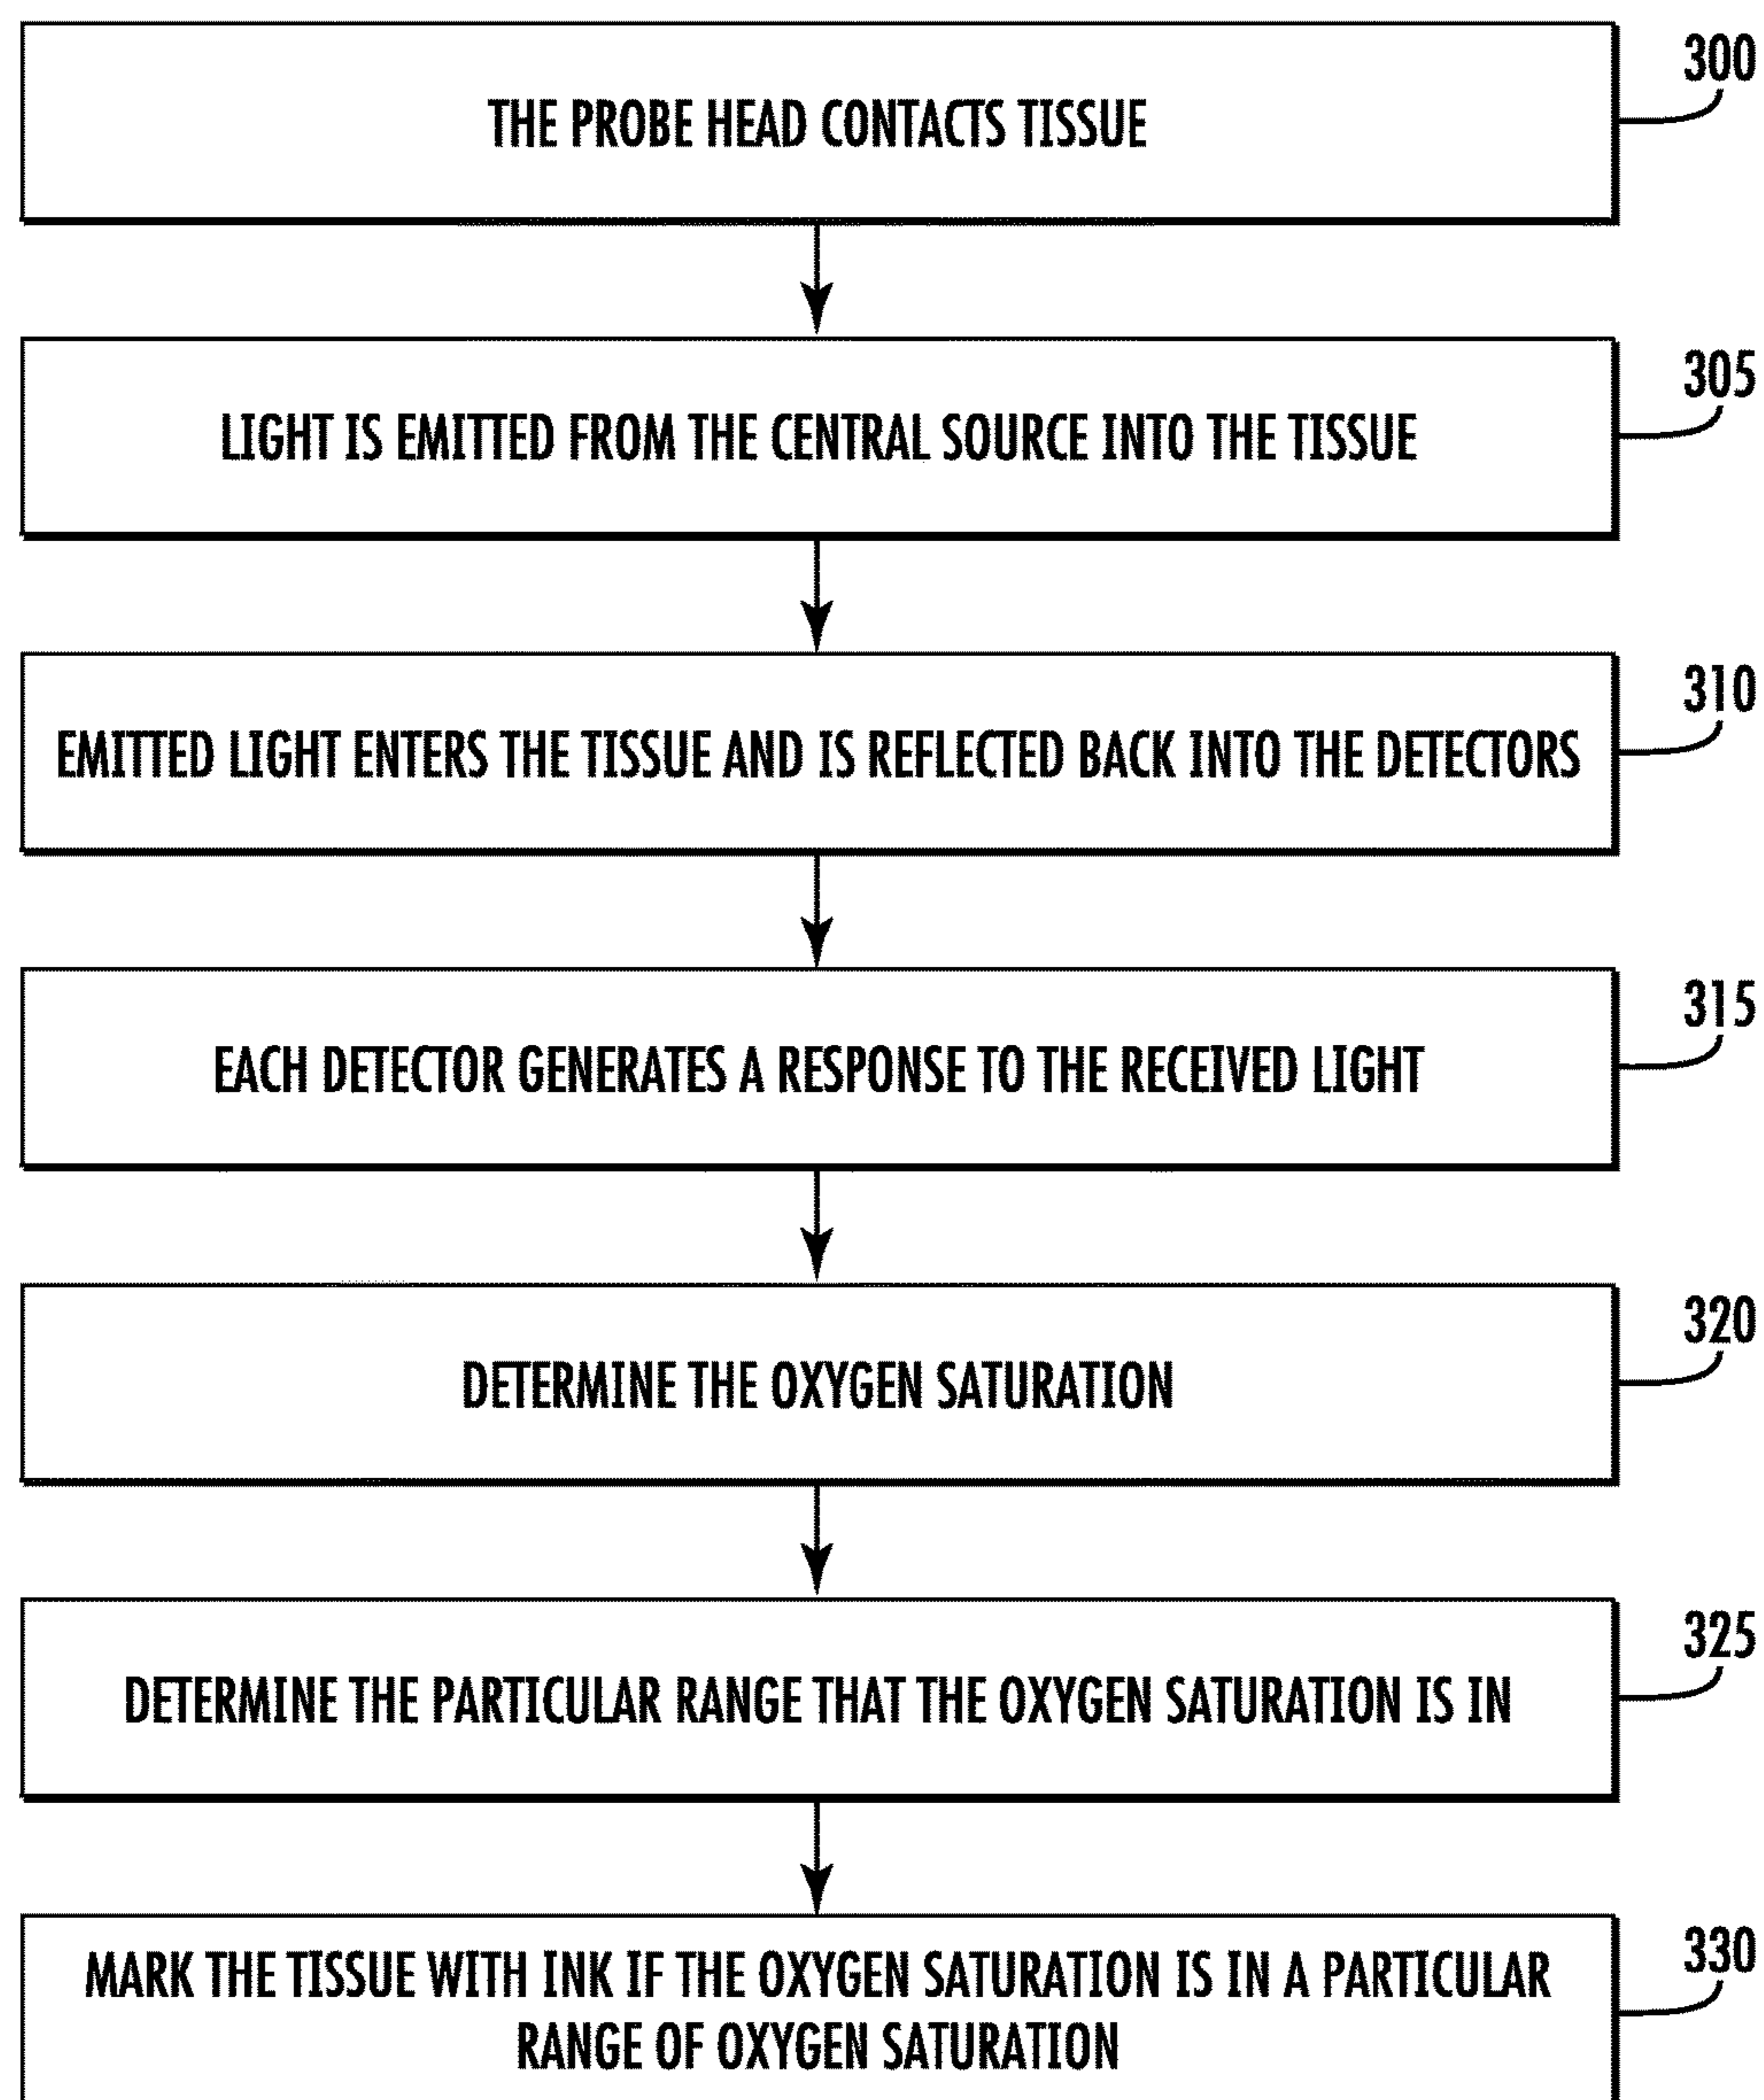 300
THE PROBE HEAD CONTACTS TISSUE
305
LIGHT IS EMITTED FROM THE CENTRAL SOURCE INTO THE TISSUE
310
EMITTED LIGHT ENTERS THE TISSUE AND IS REFLECTED BACK INTO THE DETECTORS
315
EACH DETECTOR GENERATES A RESPONSE TO THE RECEIVED LIGHT
320
DETERMINE THE OXYGEN SATURATION
325
DETERMINE THE PARTICULAR RANGE THAT THE OXYGEN SATURATION IS IN
330
MARK THE TISSUE WITH INK IF THE OXYGEN SATURATION IS IN A PARTICULAR
RANGE OF OXYGEN SATURATION